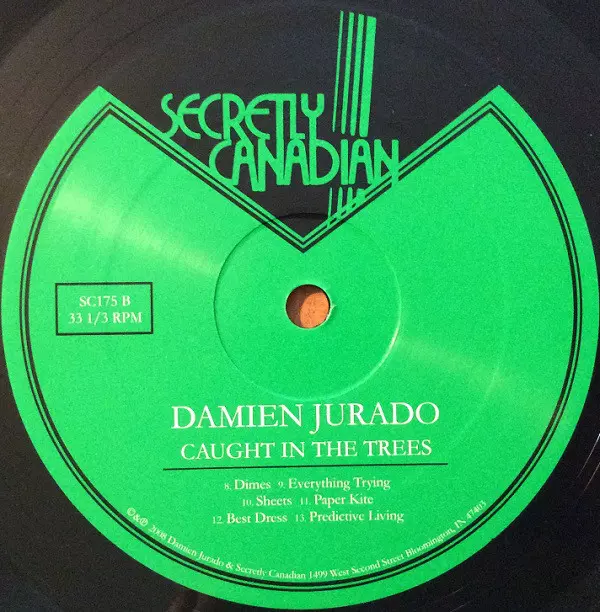 SECRETLY
CANADIAN
SC175 B
33 1/3 RPM
DAMIEN JURADO
CAUGHT IN THE TREES
8. Dimes 9. Everything Trying
10. Sheets 11. Paper Kite
12. Best Dress 13. Predictive Living
©&℗ 2008 Damien Jurado & Secretly Canadian 1499 West Second Street Bloomington, IN 47403